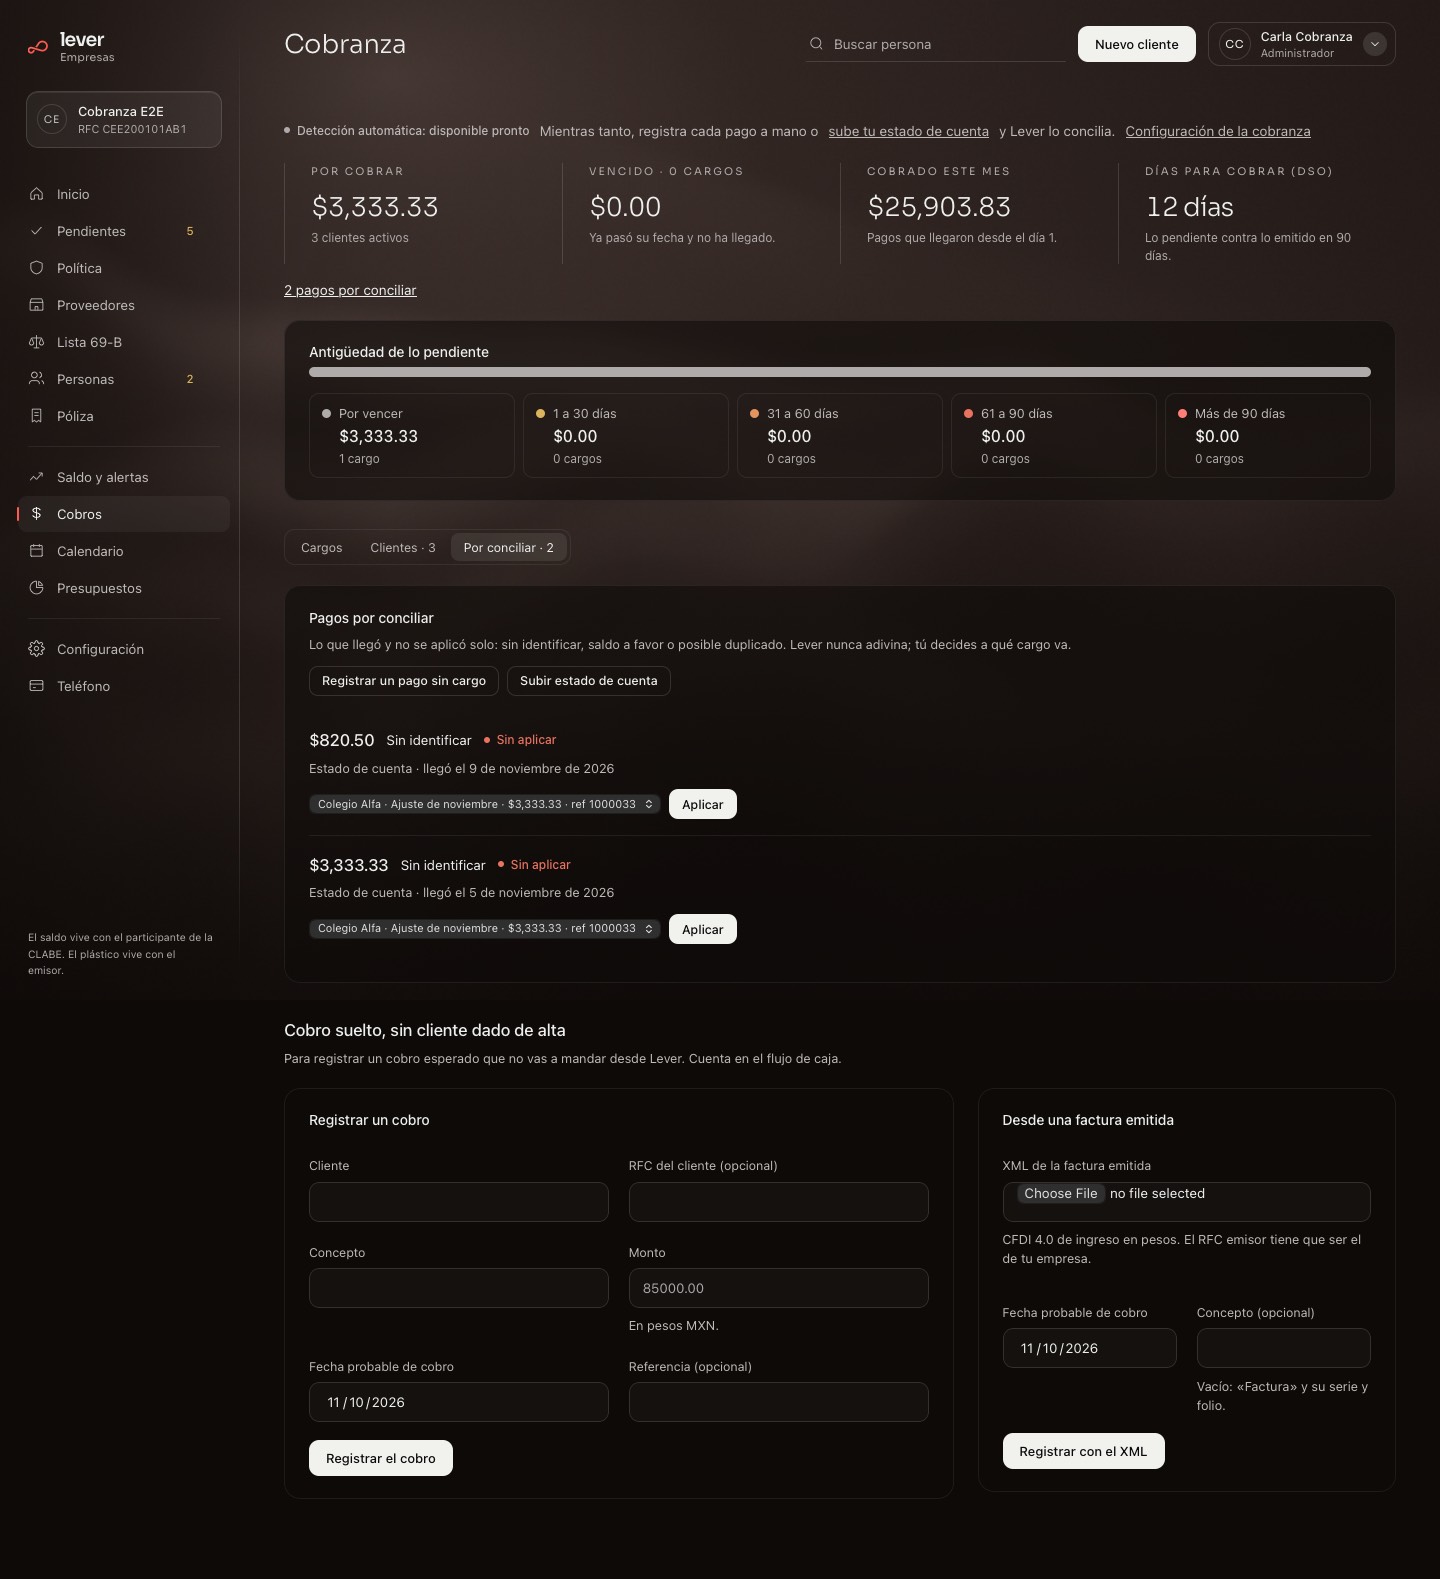 lever
Empresas
Cobranza
Buscar persona
Nuevo cliente
CC
Carla Cobranza
Administrador
CE
Cobranza E2E
RFC CEE200101AB1
Inicio
Pendientes 5
Política
Proveedores
Lista 69-B
Personas 2
Póliza
Saldo y alertas
Cobros
Calendario
Presupuestos
Configuración
Teléfono
El saldo vive con el participante de la
CLABE. El plástico vive con el
emisor.
Detección automática: disponible pronto Mientras tanto, registra cada pago a mano o sube tu estado de cuenta y Lever lo concilia. Configuración de la cobranza
POR COBRAR
$3,333.33
3 clientes activos
VENCIDO · 0 CARGOS
$0.00
Ya pasó su fecha y no ha llegado.
COBRADO ESTE MES
$25,903.83
Pagos que llegaron desde el día 1.
DÍAS PARA COBRAR (DSO)
12 días
Lo pendiente contra lo emitido en 90
días.
2 pagos por conciliar
Antigüedad de lo pendiente
Por vencer
$3,333.33
1 cargo
1 a 30 días
$0.00
0 cargos
31 a 60 días
$0.00
0 cargos
61 a 90 días
$0.00
0 cargos
Más de 90 días
$0.00
0 cargos
Cargos Clientes · 3 Por conciliar · 2
Pagos por conciliar
Lo que llegó y no se aplicó solo: sin identificar, saldo a favor o posible duplicado. Lever nunca adivina; tú decides a qué cargo va.
Registrar un pago sin cargo Subir estado de cuenta
$820.50 Sin identificar Sin aplicar
Estado de cuenta · llegó el 9 de noviembre de 2026
Colegio Alfa · Ajuste de noviembre · $3,333.33 · ref 1000033 Aplicar
$3,333.33 Sin identificar Sin aplicar
Estado de cuenta · llegó el 5 de noviembre de 2026
Colegio Alfa · Ajuste de noviembre · $3,333.33 · ref 1000033 Aplicar
Cobro suelto, sin cliente dado de alta
Para registrar un cobro esperado que no vas a mandar desde Lever. Cuenta en el flujo de caja.
Registrar un cobro
Cliente
RFC del cliente (opcional)
Concepto
Monto
85000.00
En pesos MXN.
Fecha probable de cobro
11/10/2026
Referencia (opcional)
Registrar el cobro
Desde una factura emitida
XML de la factura emitida
Choose File no file selected
CFDI 4.0 de ingreso en pesos. El RFC emisor tiene que ser el
de tu empresa.
Fecha probable de cobro
11/10/2026
Concepto (opcional)
Vacío: «Factura» y su serie y
folio.
Registrar con el XML